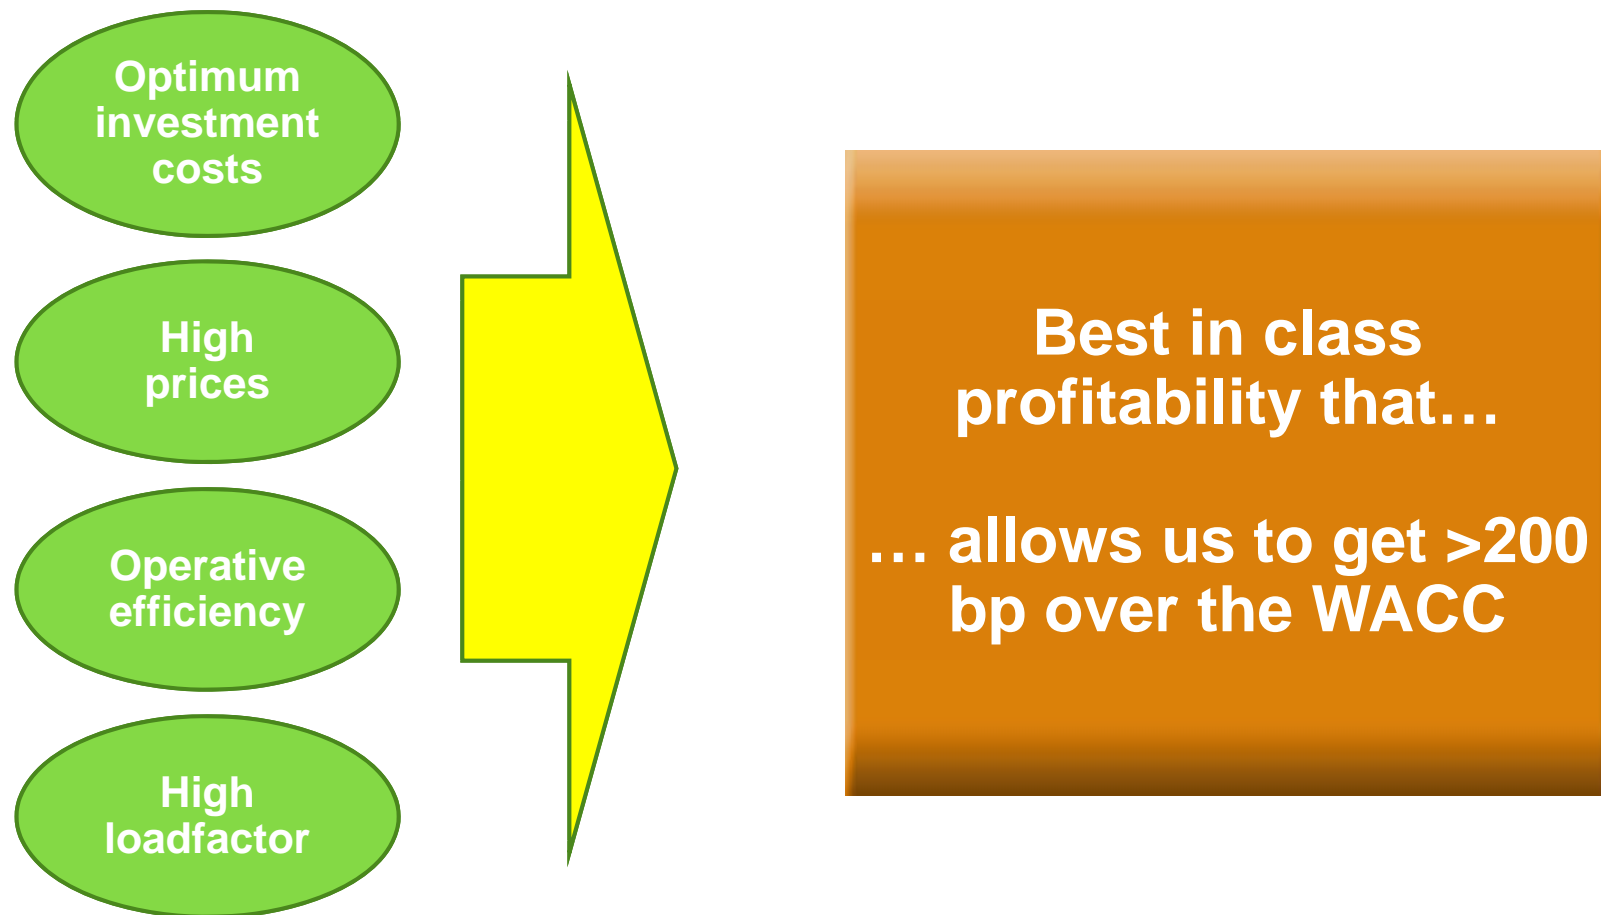 Optimum
investment
costs
High
prices
Operative
efficiency
High
loadfactor
Best in class
profitability that…
… allows us to get >200
bp over the WACC